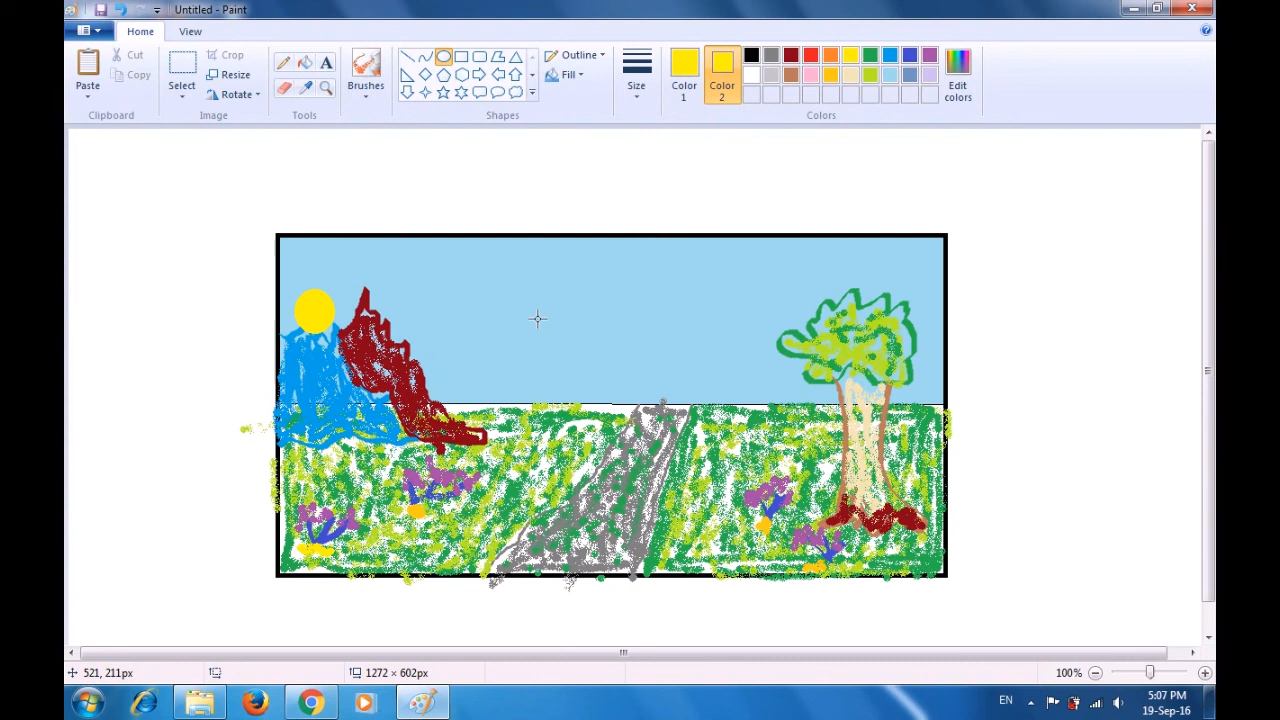 Untitled - Paint
Home View
Cut
Copy
Paste
Clipboard
Crop
Resize
Rotate
Select
Image
A
Tools
Brushes
Outline
Fill
Shapes
Size
Color 1
Color 2
Edit colors
Colors
521, 211px
1272 × 602px
100%
EN
5:07 PM
19-Sep-16